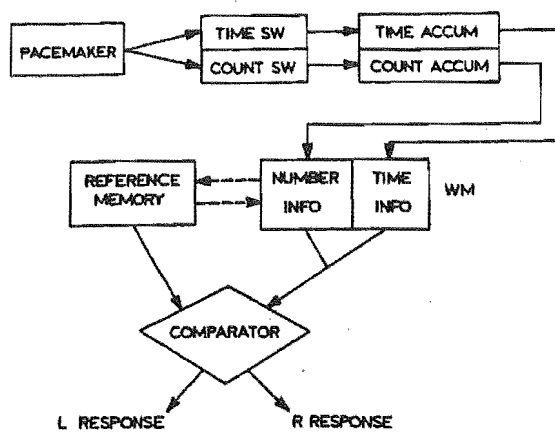 PACEMAKER
TIME SW
COUNT SW
TIME ACCUM
COUNT ACCUM
REFERENCE
MEMORY
NUMBER
INFO
TIME
INFO
WM
COMPARATOR
L RESPONSE
R RESPONSE